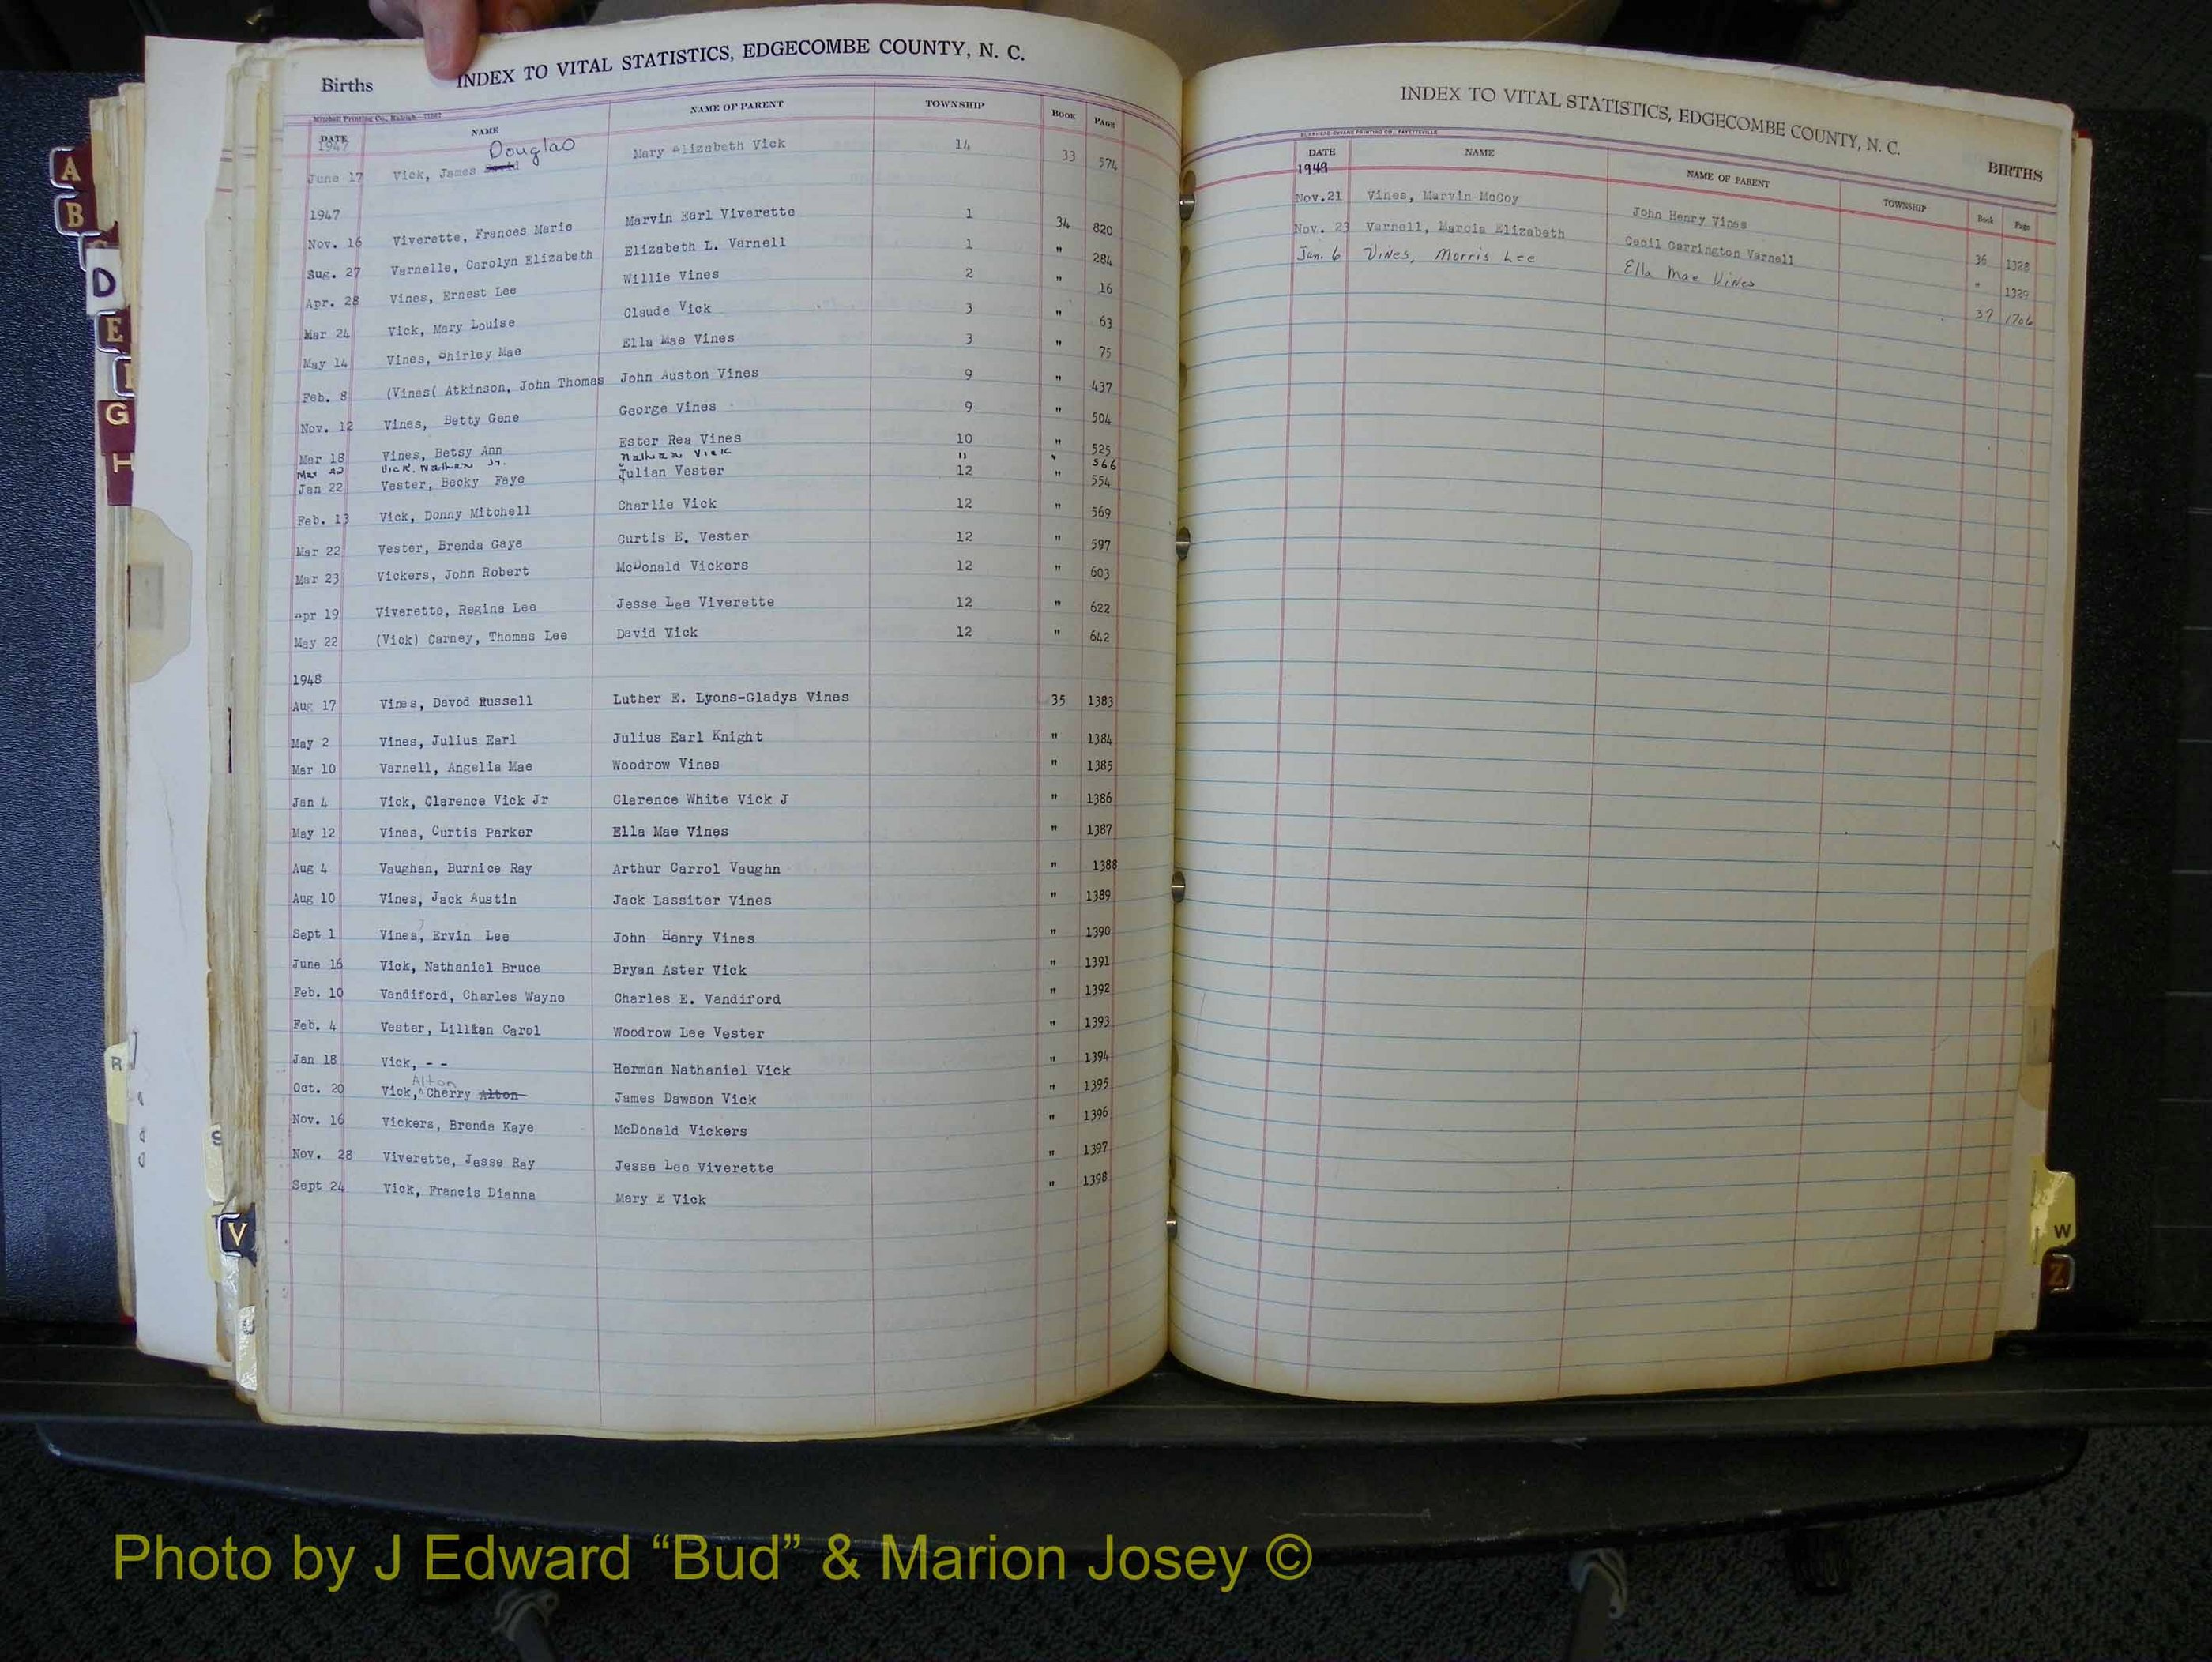 Births INDEX TO VITAL STATISTICS, EDGECOMBE COUNTY, N. C.
Mitchell Printing Co., Raleigh
DATE NAME NAME OF PARENT TOWNSHIP BOOK PAGE
1947 Douglas
June 17 Vick, James David Mary Elizabeth Vick 14 33 574
1947
Nov. 16 Viverette, Frances Marie Marvin Earl Viverette 1 34 820
Sug. 27 Varnelle, Carolyn Elizabeth Elizabeth L. Varnell 1 " 284
Apr. 28 Vines, Ernest Lee Willie Vines 2 " 16
Mar 24 Vick, Mary Louise Claude Vick 3 " 63
May 14 Vines, Shirley Mae Ella Mae Vines 3 " 75
Feb. 8 (Vines( Atkinson, John Thomas John Auston Vines 9 " 437
Nov. 12 Vines, Betty Gene George Vines 9 " 504
Mar 18 Vines, Betsy Ann Ester Rea Vines 10 " 525
Mar 22 Vick, Nathan Jr. Nathan Vick " " 566
Jan 22 Vester, Becky Faye Julian Vester 12 " 554
Feb. 13 Vick, Donny Mitchell Charlie Vick 12 " 569
Mar 22 Vester, Brenda Gaye Curtis E. Vester 12 " 597
Mar 23 Vickers, John Robert McDonald Vickers 12 " 603
Apr 19 Viverette, Regina Lee Jesse Lee Viverette 12 " 622
May 22 (Vick) Carney, Thomas Lee David Vick 12 " 642
1948
Aug 17 Vines, Davod Russell Luther E. Lyons-Gladys Vines 35 1383
May 2 Vines, Julius Earl Julius Earl Knight " 1384
Mar 10 Varnell, Angelia Mae Woodrow Vines " 1385
Jan 4 Vick, Clarence Vick Jr Clarence White Vick J " 1386
May 12 Vines, Curtis Parker Ella Mae Vines " 1387
Aug 4 Vaughan, Burnice Ray Arthur Carrol Vaughn " 1388
Aug 10 Vines, Jack Austin Jack Lassiter Vines " 1389
Sept 1 Vines, Ervin Lee John Henry Vines " 1390
June 16 Vick, Nathaniel Bruce Bryan Aster Vick " 1391
Feb. 10 Vandiford, Charles Wayne Charles E. Vandiford " 1392
Feb. 4 Vester, Lillian Carol Woodrow Lee Vester " 1393
Jan 18 Vick, - - Herman Nathaniel Vick " 1394
Alton
Oct. 20 Vick,^Cherry Alton James Dawson Vick " 1395
Nov. 16 Vickers, Brenda Kaye McDonald Vickers " 1396
Nov. 28 Viverette, Jesse Ray Jesse Lee Viverette " 1397
Sept 24 Vick, Francis Dianna Mary E Vick " 1398
INDEX TO VITAL STATISTICS, EDGECOMBE COUNTY, N. C. BIRTHS
DATE NAME NAME OF PARENT TOWNSHIP Book Page
1949
Nov.21 Vines, Marvin McCoy John Henry Vines 36 1328
Nov. 23 Varnell, Marcia Elizabeth Cecil Carrington Varnell " 1329
Jan. 6 Vines, Morris Lee Ella Mae Vines 37 1706
A
B
D
E
G
H
R
S
V
W
Z
Photo by J Edward “Bud” & Marion Josey ©